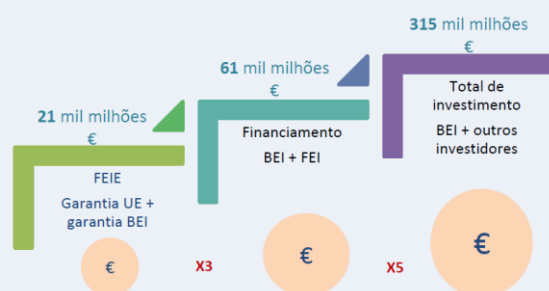 21 mil milhões
€
FEIE
Garantia UE +
garantia BEI
€
X3
61 mil milhões
€
Financiamento
BEI + FEI
€
X5
315 mil milhões
€
Total de
investimento
BEI + outros
investidores
€